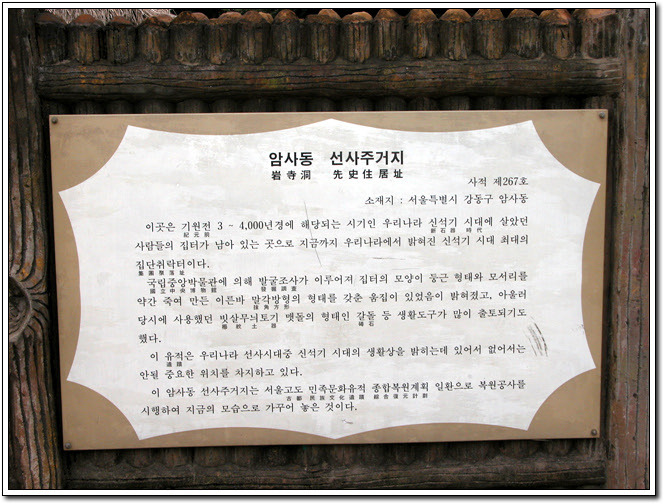 암사동 선사주거지
岩寺洞 先史住居址
사적 제267호
소재지 : 서울특별시 강동구 암사동
이곳은 기원전 3 ~ 4,000년경에 해당되는 시기인 우리나라 신석기 시대에 살았던
紀元前 新石器 時代
사람들의 집터가 남아 있는 곳으로 지금까지 우리나라에서 밝혀진 신석기 시대 최대의
집단취락터이다.
集團聚落址
국립중앙박물관에 의해 발굴조사가 이루어져 집터의 모양이 둥근 형태와 모서리를
國立中央博物館 發掘調査
약간 죽여 만든 이른바 말각방형의 형태를 갖춘 움집이 있었음이 밝혀졌고, 아울러
抹角方形
당시에 사용했던 빗살무늬토기 맷돌의 형태인 갈돌 등 생활도구가 많이 출토되기도
櫛紋土器
했다.
이 유적은 우리나라 선사시대중 신석기 시대의 생활상을 밝히는데 있어서 없어서는
遺蹟
안될 중요한 위치를 차지하고 있다.
이 암사동 선사주거지는 서울고도 민족문화유적 종합복원계획 일환으로 복원공사를
古都 民族文化遺蹟 綜合復元計劃
시행하여 지금의 모습으로 가꾸어 놓은 것이다.